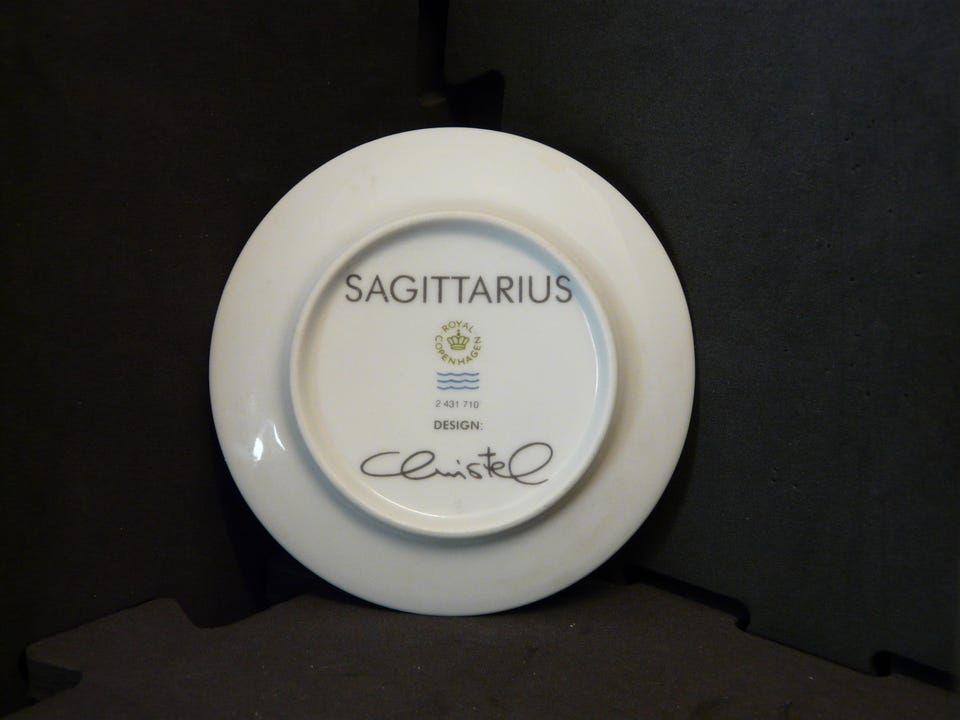 SAGITTARIUS
ROYAL
COPENHAGEN
2 431 710
DESIGN:
Christel